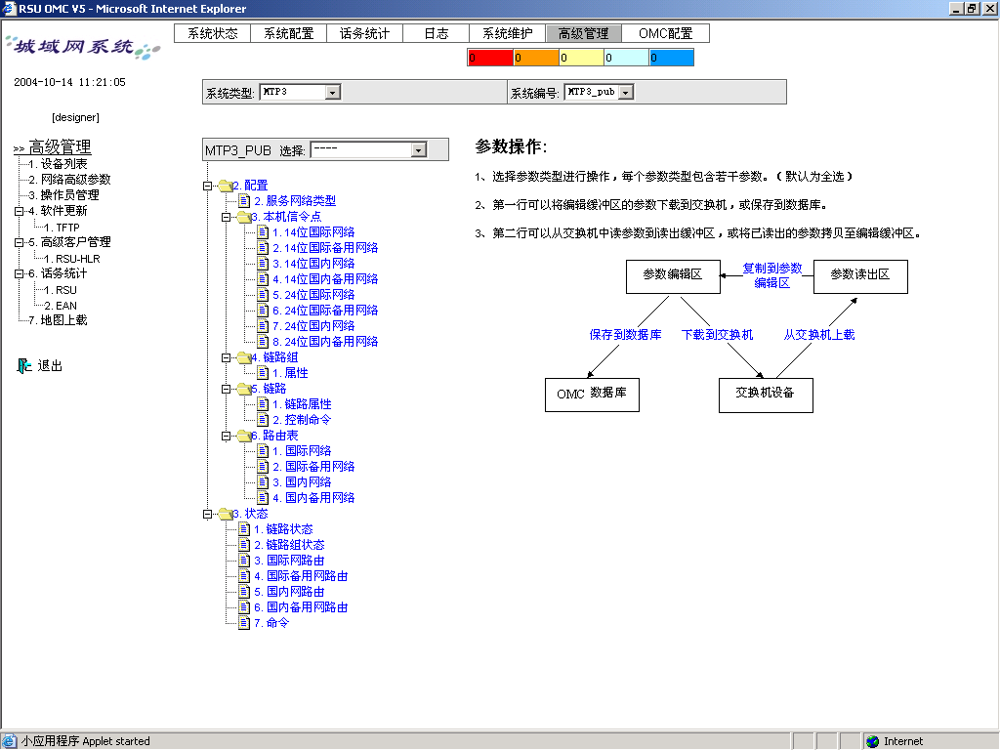 RSU OMC V5 - Microsoft Internet Explorer
城域网系统
系统状态 系统配置 话务统计 日志 系统维护 高级管理 OMC配置
0 0 0 0 0
2004-10-14 11:21:05
系统类型: MTP3 系统编号: MTP3_pub
[designer]
>> 高级管理
1. 设备列表
2. 网络高级参数
3. 操作员管理
4. 软件更新
1. TFTP
5. 高级客户管理
1. RSU-HLR
6. 话务统计
1. RSU
2. EAN
7. 地图上载
退出
MTP3_PUB 选择: ----
2. 配置
2. 服务网络类型
3. 本机信令点
1. 14位国际网络
2. 14位国际备用网络
3. 14位国内网络
4. 14位国内备用网络
5. 24位国际网络
6. 24位国际备用网络
7. 24位国内网络
8. 24位国内备用网络
4. 链路组
1. 属性
5. 链路
1. 链路属性
2. 控制命令
6. 路由表
1. 国际网络
2. 国际备用网络
3. 国内网络
4. 国内备用网络
3. 状态
1. 链路状态
2. 链路组状态
3. 国际网路由
4. 国际备用网路由
5. 国内网路由
6. 国内备用网路由
7. 命令
参数操作:
1、选择参数类型进行操作，每个参数类型包含若干参数。（默认为全选）
2、第一行可以将编辑缓冲区的参数下载到交换机，或保存到数据库。
3、第二行可以从交换机中读参数到读出缓冲区，或将已读出的参数拷贝至编辑缓冲区。
参数编辑区
复制到参数
编辑区
参数读出区
保存到数据库
下载到交换机
从交换机上载
OMC 数据库
交换机设备
小应用程序 Applet started
Internet